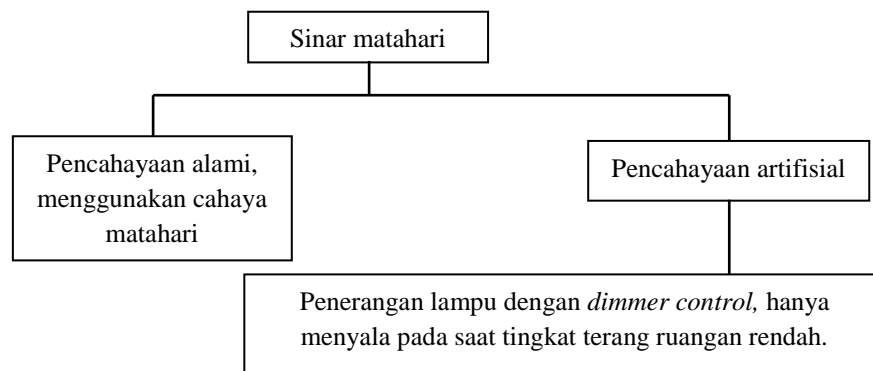 Sinar matahari
Pencahayaan alami,
menggunakan cahaya
matahari
Pencahayaan artifisial
Penerangan lampu dengan dimmer control, hanya
menyala pada saat tingkat terang ruangan rendah.